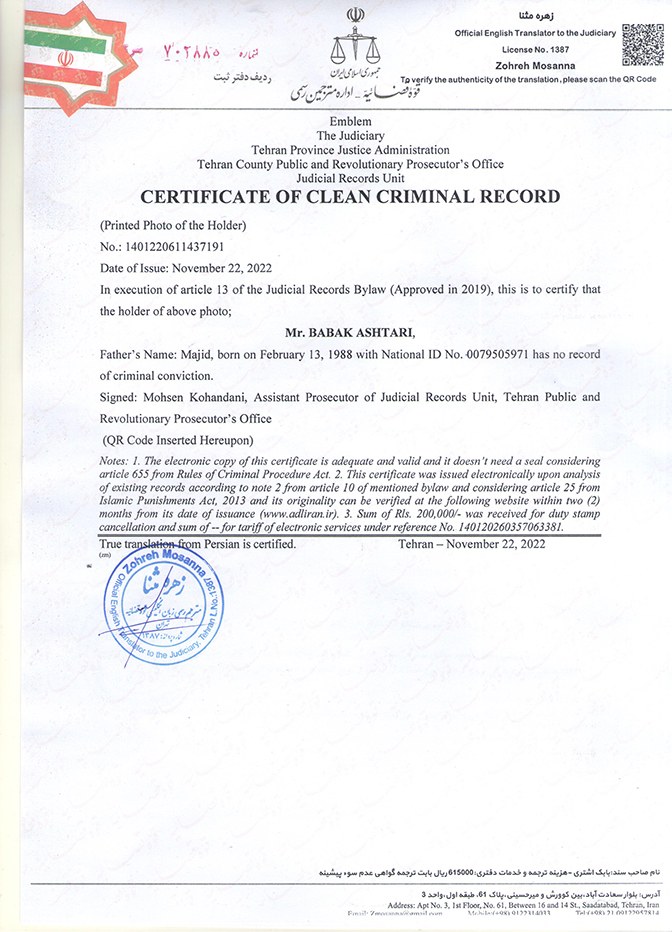 شماره ۷۰۲۸۸۵
ردیف دفتر ثبت
جمهوری اسلامی ایران
قوه قضائیه - اداره مترجمین رسمی
زهره مثنا
Official English Translator to the Judiciary
License No. 1387
Zohreh Mosanna
To verify the authenticity of the translation, please scan the QR Code
Emblem
The Judiciary
Tehran Province Justice Administration
Tehran County Public and Revolutionary Prosecutor's Office
Judicial Records Unit
CERTIFICATE OF CLEAN CRIMINAL RECORD
(Printed Photo of the Holder)
No.: 1401220611437191
Date of Issue: November 22, 2022
In execution of article 13 of the Judicial Records Bylaw (Approved in 2019), this is to certify that
the holder of above photo;
Mr. BABAK ASHTARI,
Father's Name: Majid, born on February 13, 1988 with National ID No. 0079505971 has no record
of criminal conviction.
Signed: Mohsen Kohandani, Assistant Prosecutor of Judicial Records Unit, Tehran Public and
Revolutionary Prosecutor's Office
(QR Code Inserted Hereupon)
Notes: 1. The electronic copy of this certificate is adequate and valid and it doesn't need a seal considering
article 655 from Rules of Criminal Procedure Act. 2. This certificate was issued electronically upon analysis
of existing records according to note 2 from article 10 of mentioned bylaw and considering article 25 from
Islamic Punishments Act, 2013 and its originality can be verified at the following website within two (2)
months from its date of issuance (www.adliran.ir). 3. Sum of Rls. 200,000/- was received for duty stamp
cancellation and sum of -- for tariff of electronic services under reference No. 140120260357063381.
True translation from Persian is certified. Tehran – November 22, 2022
(zm)
Zohreh Mosanna
Official English Translator to the Judiciary, Tehran L.No.:1387
زهره مثنا
مترجم رسمی زبان انگلیسی قوه قضائیه
تهران
شماره پروانه: ۱۳۸۷
نام صاحب سند: بابک اشتری - هزینه ترجمه و خدمات دفتری: 615000 ریال بابت ترجمه گواهی عدم سوء پیشینه
آدرس: بلوار سعادت آباد، بین کوورش و میرحسینی، پلاک 61، طبقه اول، واحد 3
Address: Apt No. 3, 1st Floor, No. 61, Between 16 and 14 St., Saadatabad, Tehran, Iran
Email: Zmosanna@gmail.com Mobile: (+98) 9122314033 Tel: (+98) 21 09122957814